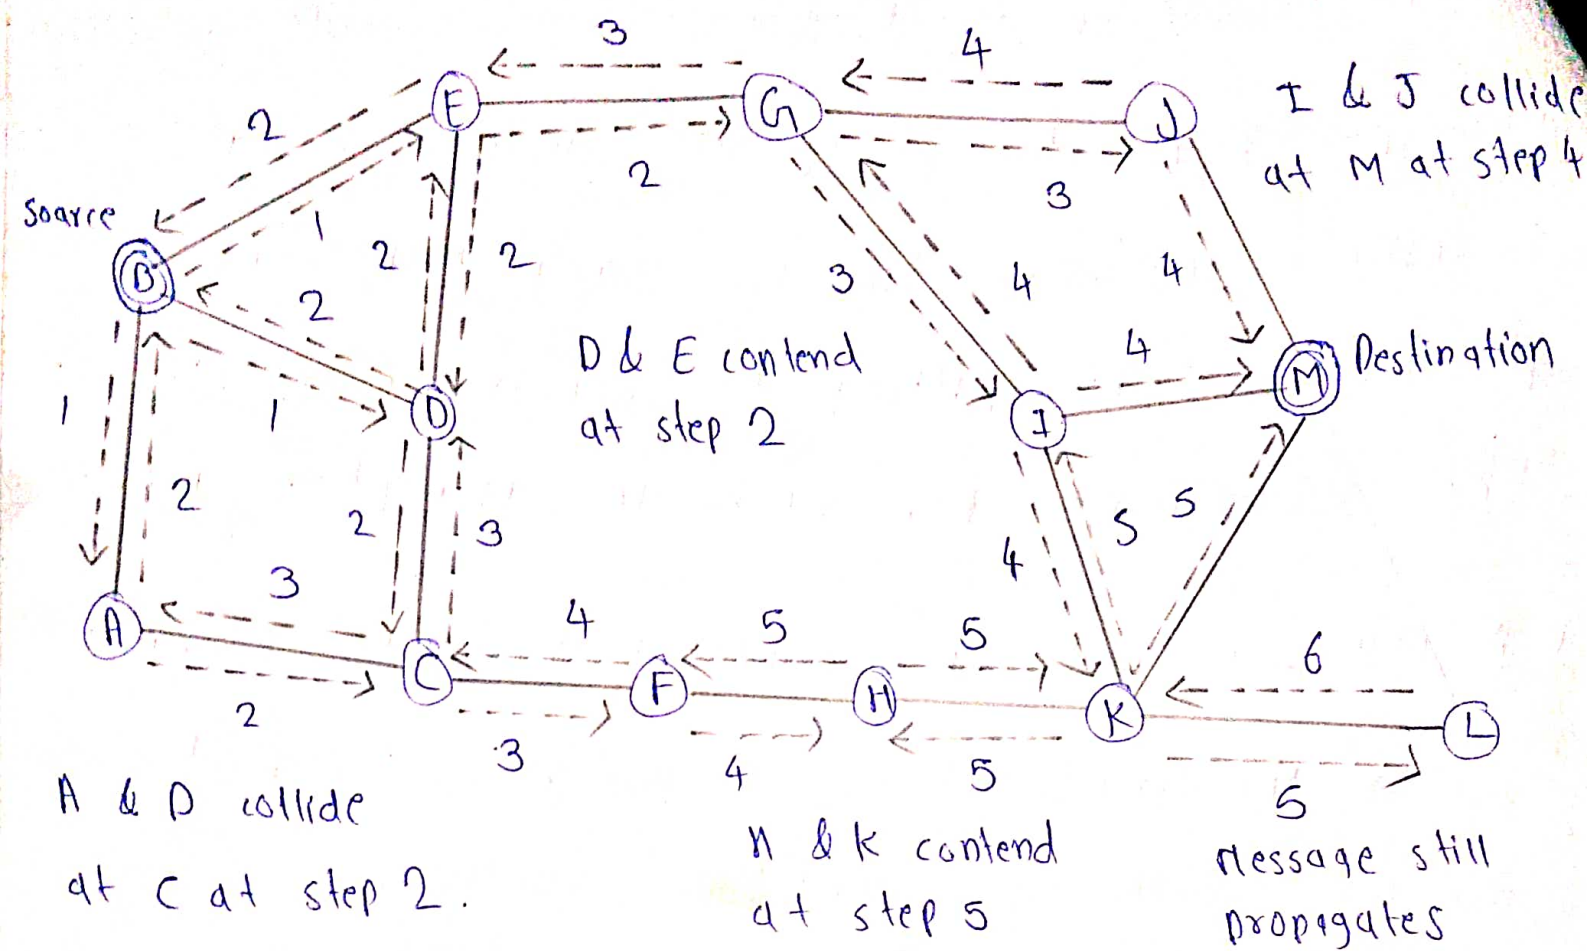 3
4
E
G
J
I & J collide
at M at step 4
2
2
3
Soarce
1
2
2
B
2
3
4
4
4
M
Destination
D & E contend
at step 2
1
1
D
I
2
2
3
4
5
5
3
A
4
5
5
6
C
F
H
K
L
2
3
4
5
5
A & D collide
at C at step 2.
H & K contend
at step 5
Message still
propagates